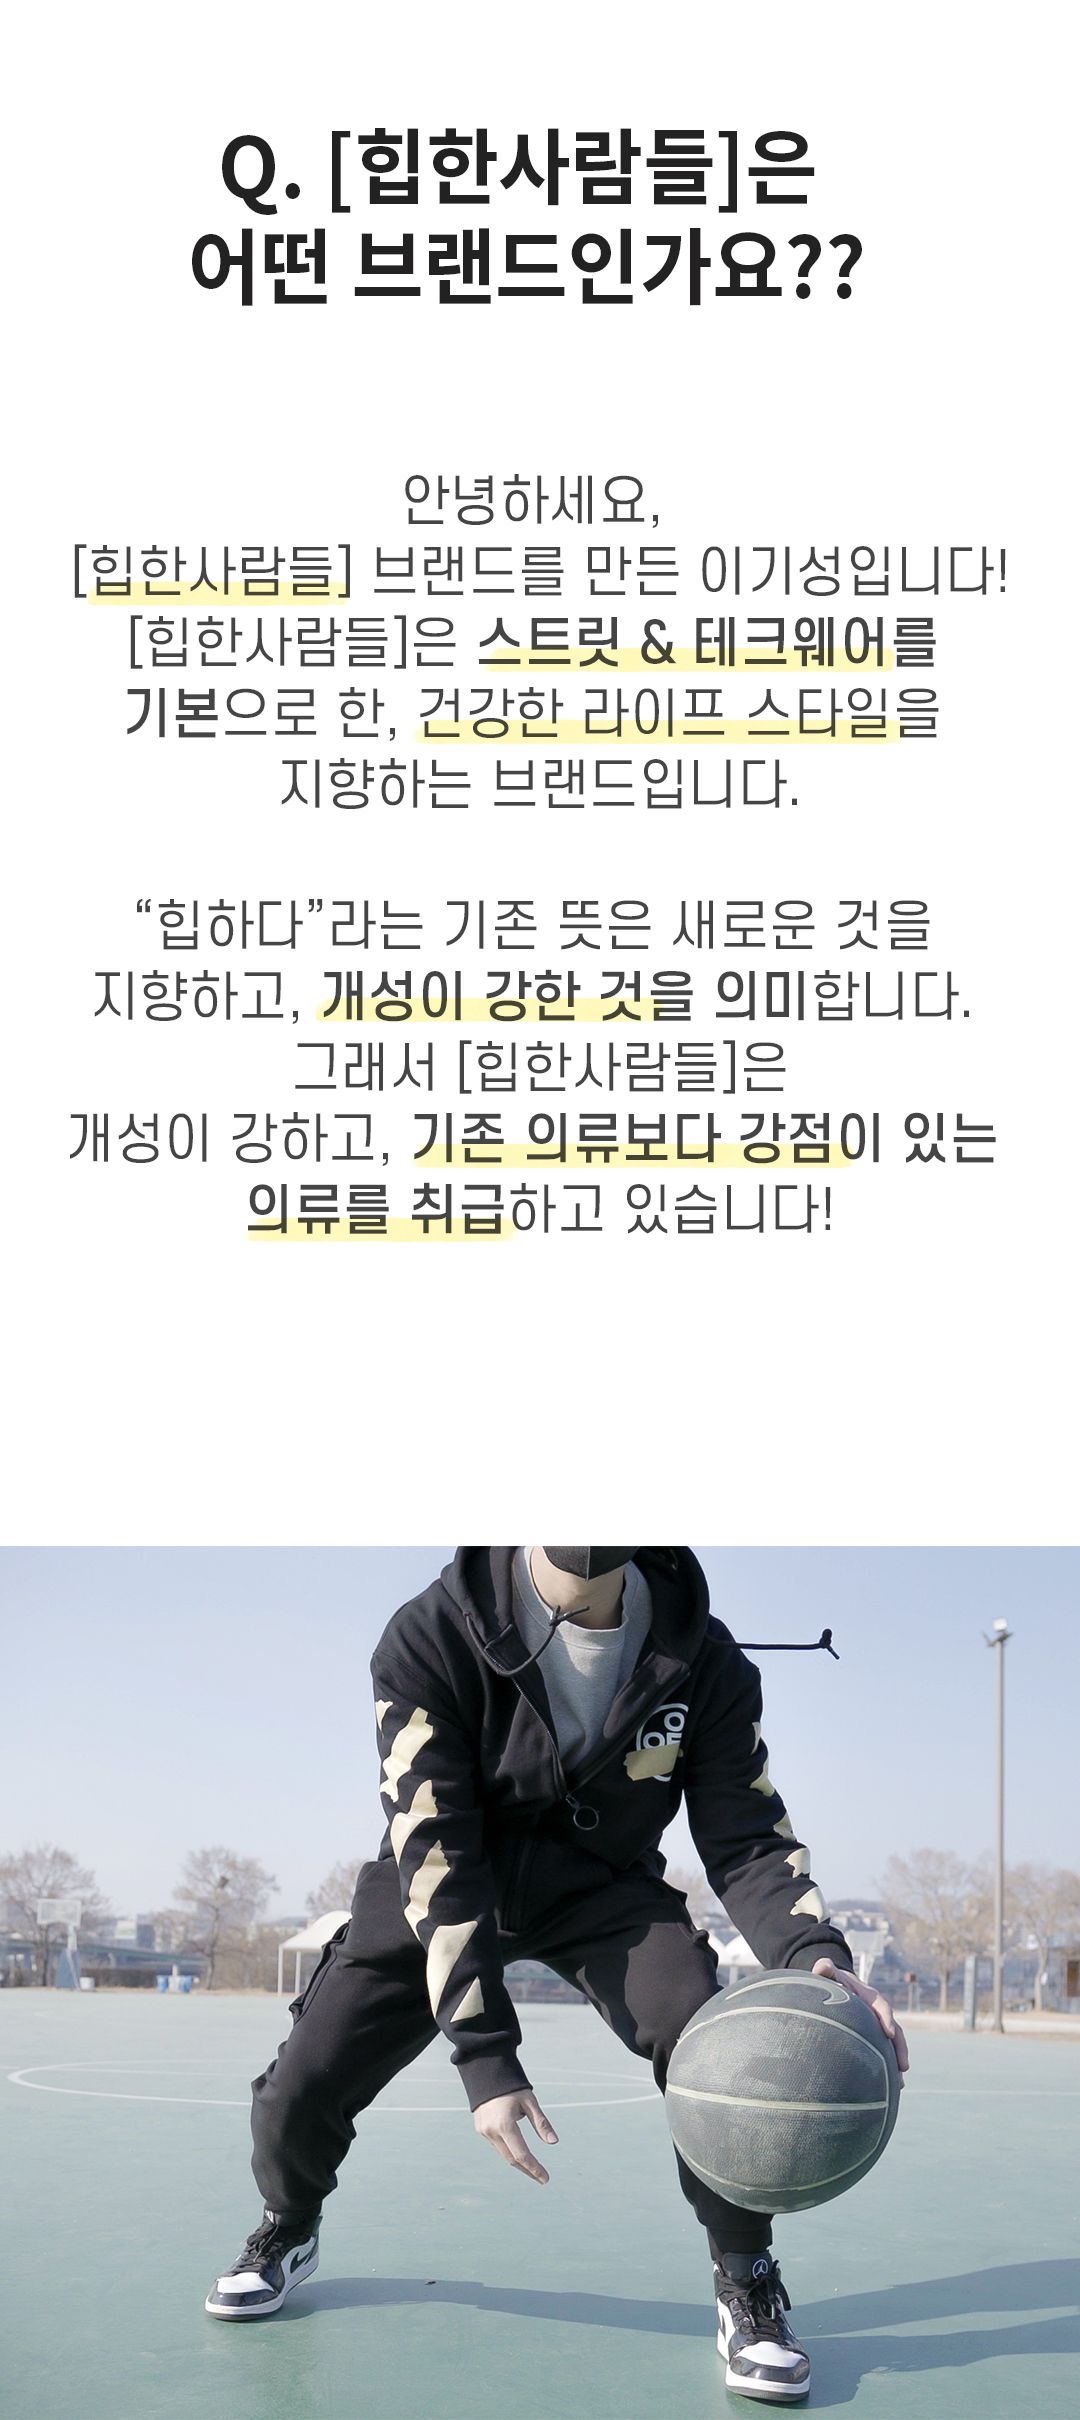 Q. [힙한사람들]은
어떤 브랜드인가요??
안녕하세요,
[힙한사람들] 브랜드를 만든 이기성입니다!
[힙한사람들]은 스트릿 & 테크웨어를
기본으로 한, 건강한 라이프 스타일을
지향하는 브랜드입니다.
“힙하다”라는 기존 뜻은 새로운 것을
지향하고, 개성이 강한 것을 의미합니다.
그래서 [힙한사람들]은
개성이 강하고, 기존 의류보다 강점이 있는
의류를 취급하고 있습니다!